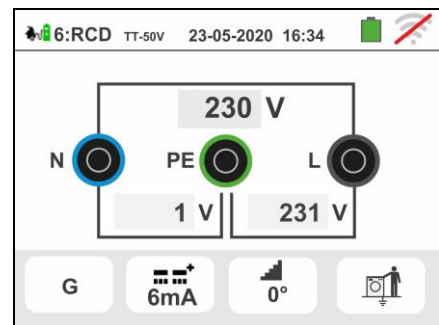 6:RCD TT-50V 23-05-2020 16:34
230 V
N PE L
1 V 231 V
G 6mA 0°